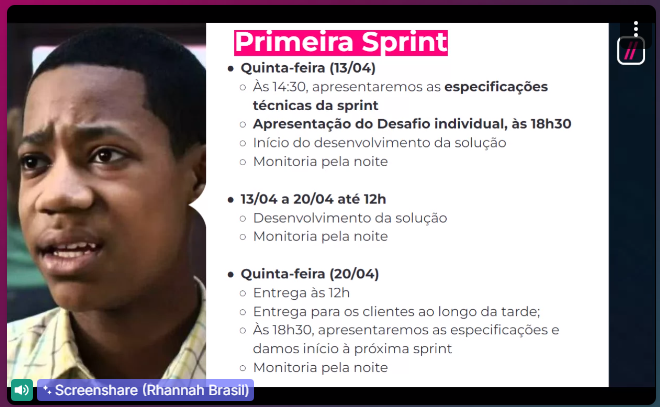 Primeira Sprint
● Quinta-feira (13/04)
○ Às 14:30, apresentaremos as especificações
técnicas da sprint
○ Apresentação do Desafio individual, às 18h30
○ Início do desenvolvimento da solução
○ Monitoria pela noite
● 13/04 a 20/04 até 12h
○ Desenvolvimento da solução
○ Monitoria pela noite
● Quinta-feira (20/04)
○ Entrega às 12h
○ Entrega para os clientes ao longo da tarde;
○ Às 18h30, apresentaremos as especificações e
damos início à próxima sprint
○ Monitoria pela noite
Screenshare (Rhannah Brasil)